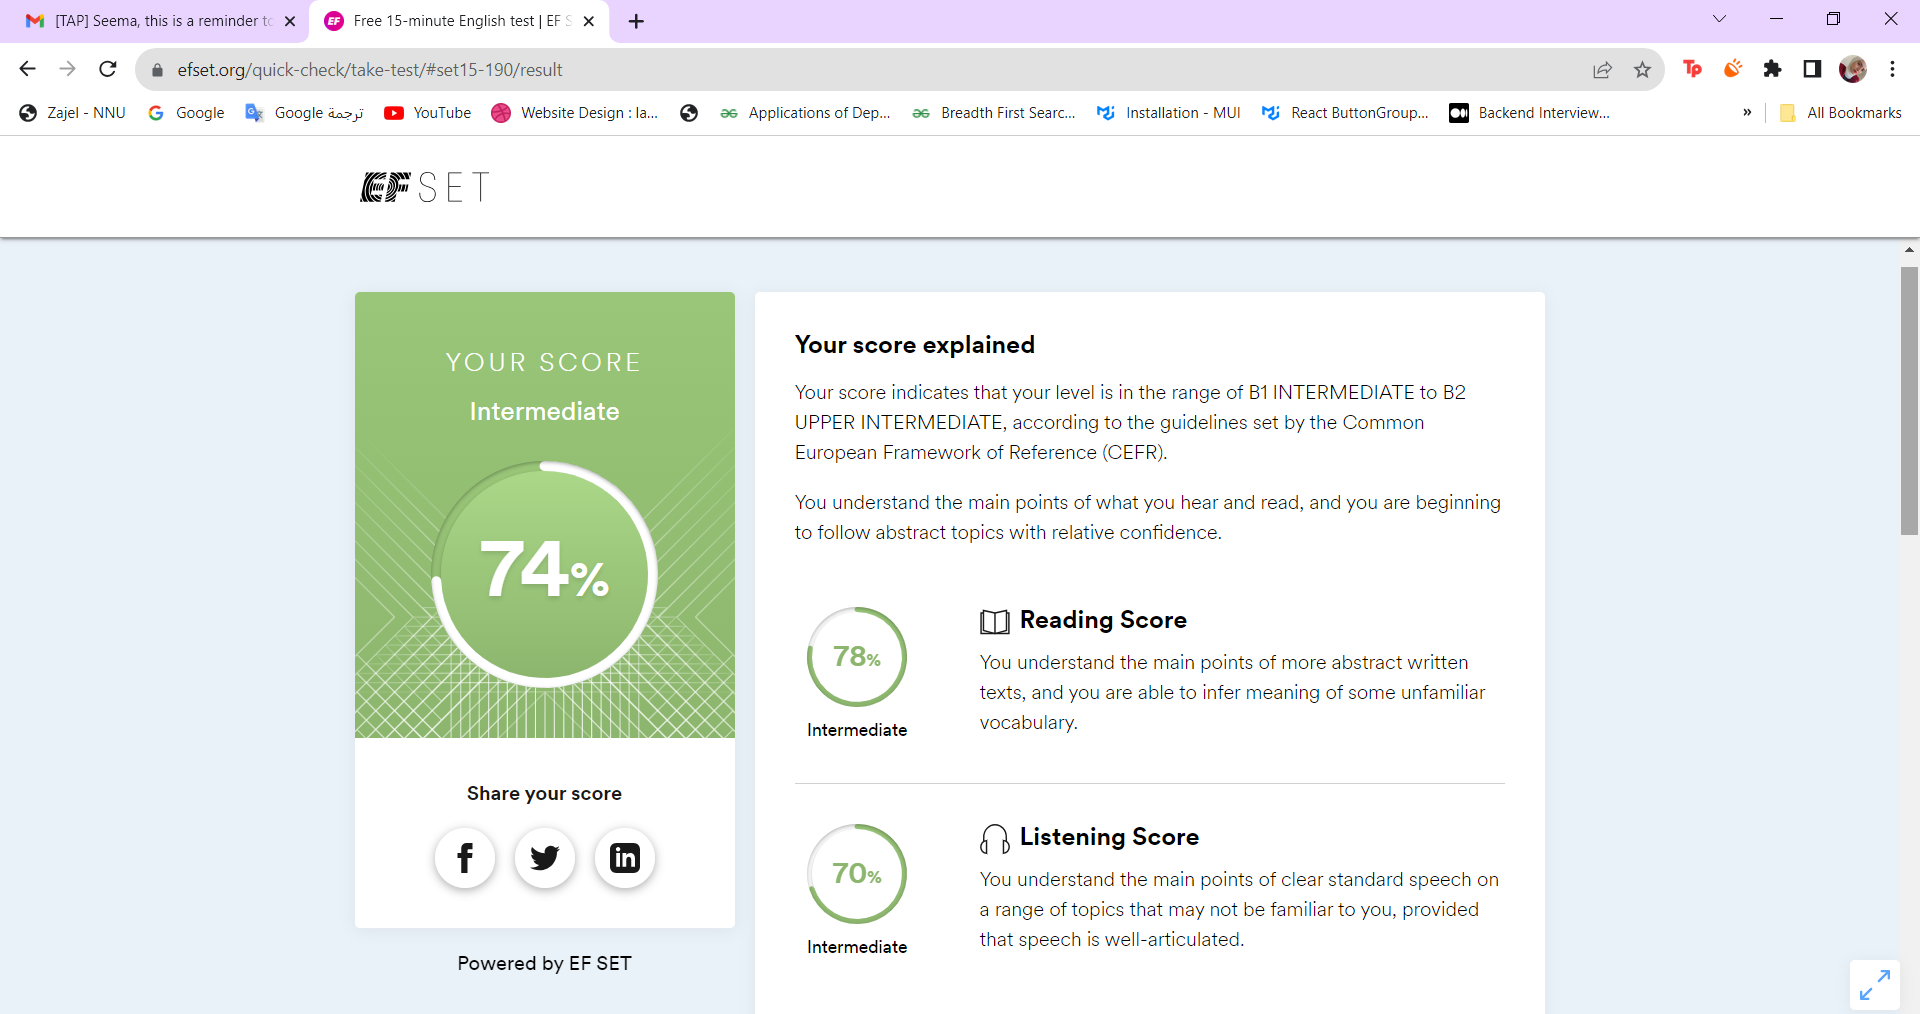 [TAP] Seema, this is a reminder to
Free 15-minute English test | EF S
efset.org/quick-check/take-test/#set15-190/result
Zajel - NNU
Google
ترجمة Google
YouTube
Website Design : la...
Applications of Dep...
Breadth First Searc...
Installation - MUI
React ButtonGroup...
Backend Interview...
»
All Bookmarks
EF SET
YOUR SCORE
Intermediate
74%
Share your score
Powered by EF SET
Your score explained
Your score indicates that your level is in the range of B1 INTERMEDIATE to B2
UPPER INTERMEDIATE, according to the guidelines set by the Common
European Framework of Reference (CEFR).
You understand the main points of what you hear and read, and you are beginning
to follow abstract topics with relative confidence.
78%
Intermediate
Reading Score
You understand the main points of more abstract written
texts, and you are able to infer meaning of some unfamiliar
vocabulary.
70%
Intermediate
Listening Score
You understand the main points of clear standard speech on
a range of topics that may not be familiar to you, provided
that speech is well-articulated.